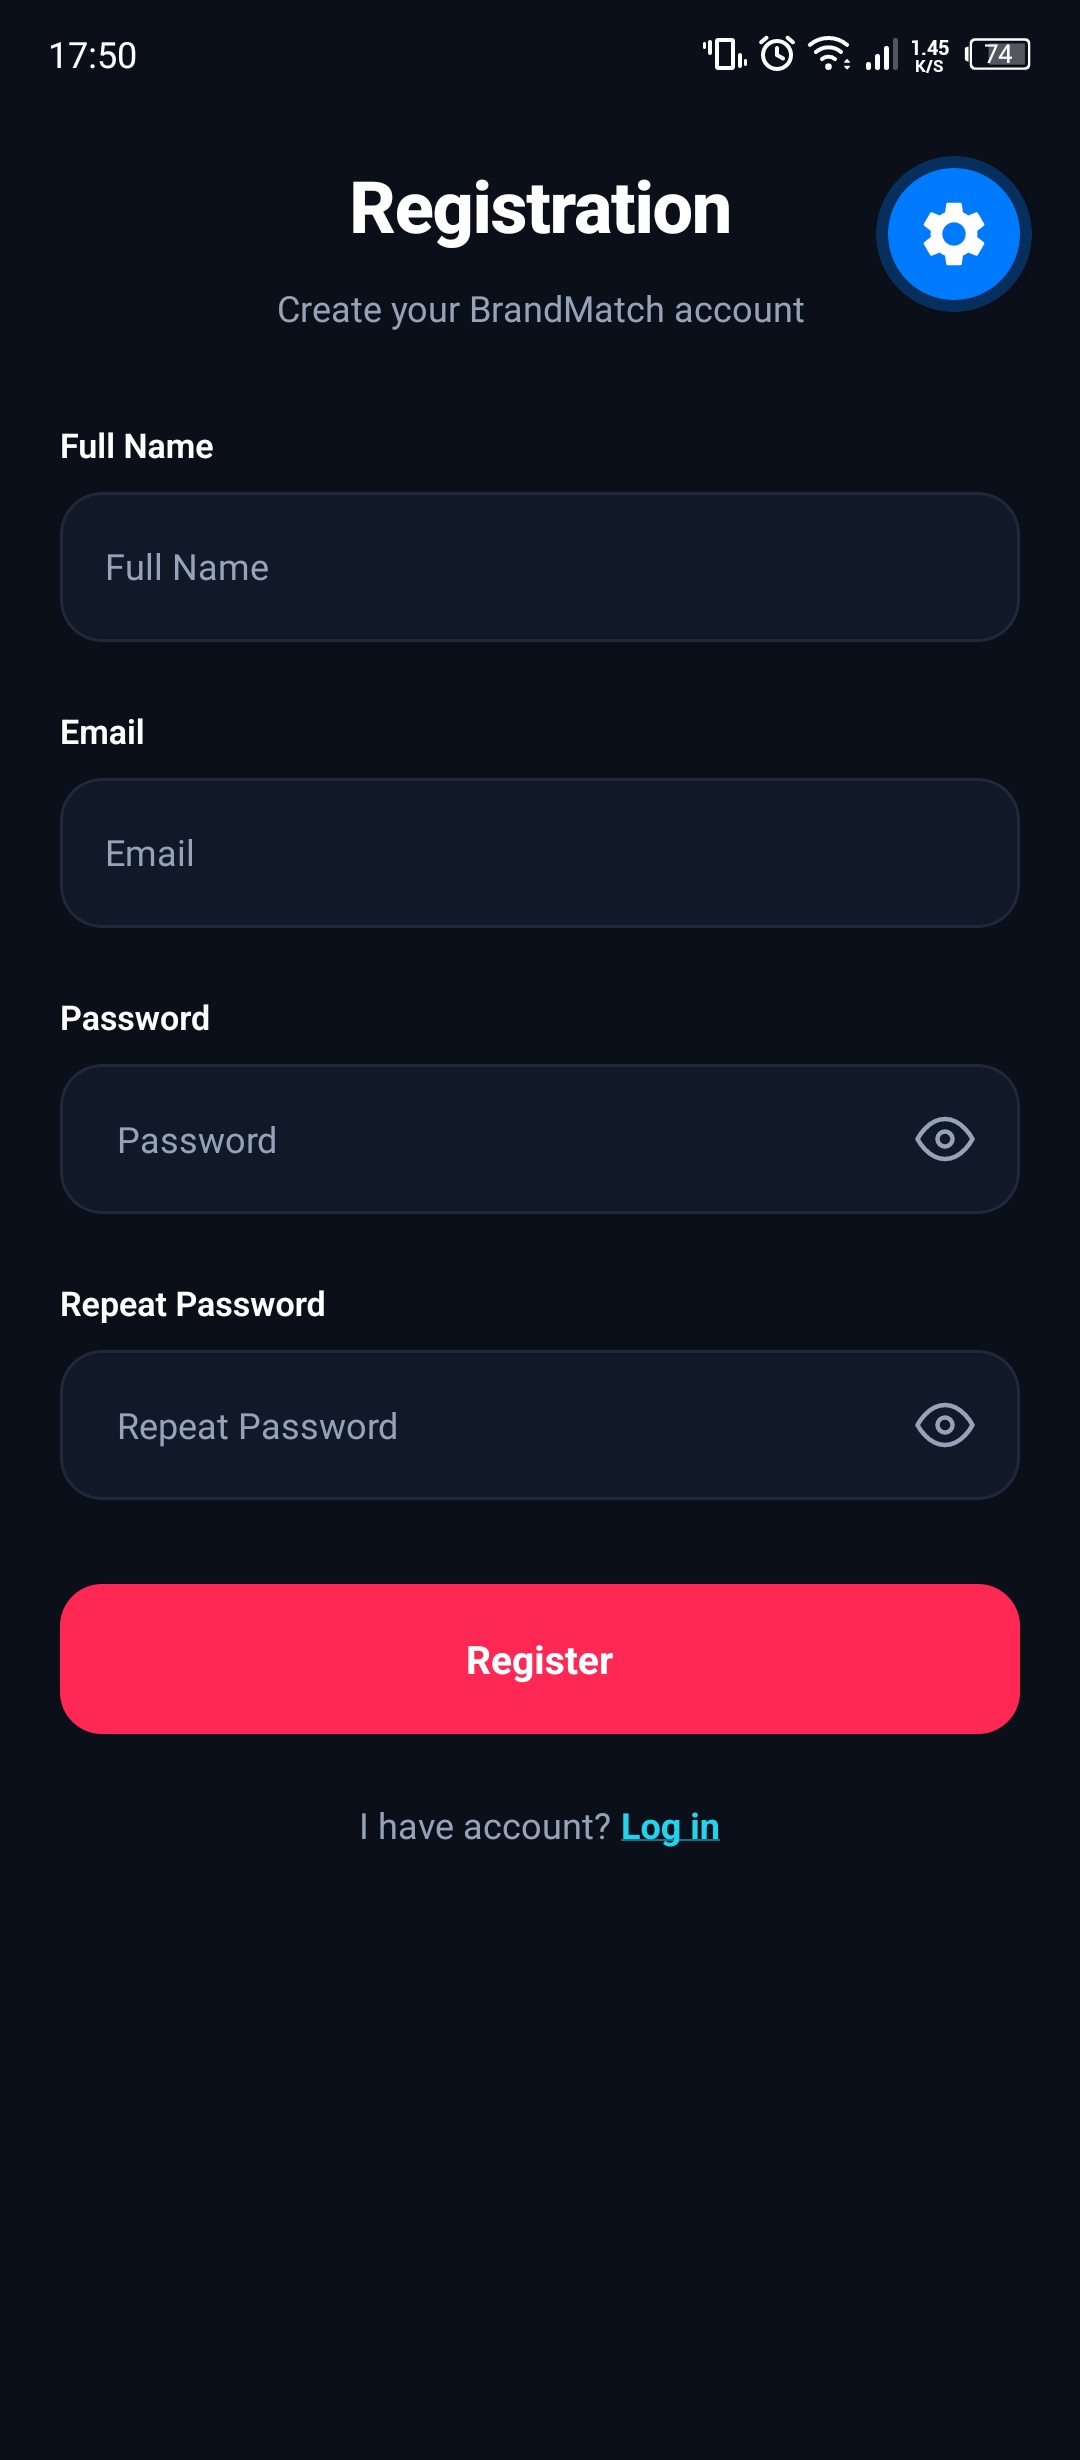 17:50
1.45
K/S
74
Registration
Create your BrandMatch account
Full Name
Full Name
Email
Email
Password
Password
Repeat Password
Repeat Password
Register
I have account? Log in